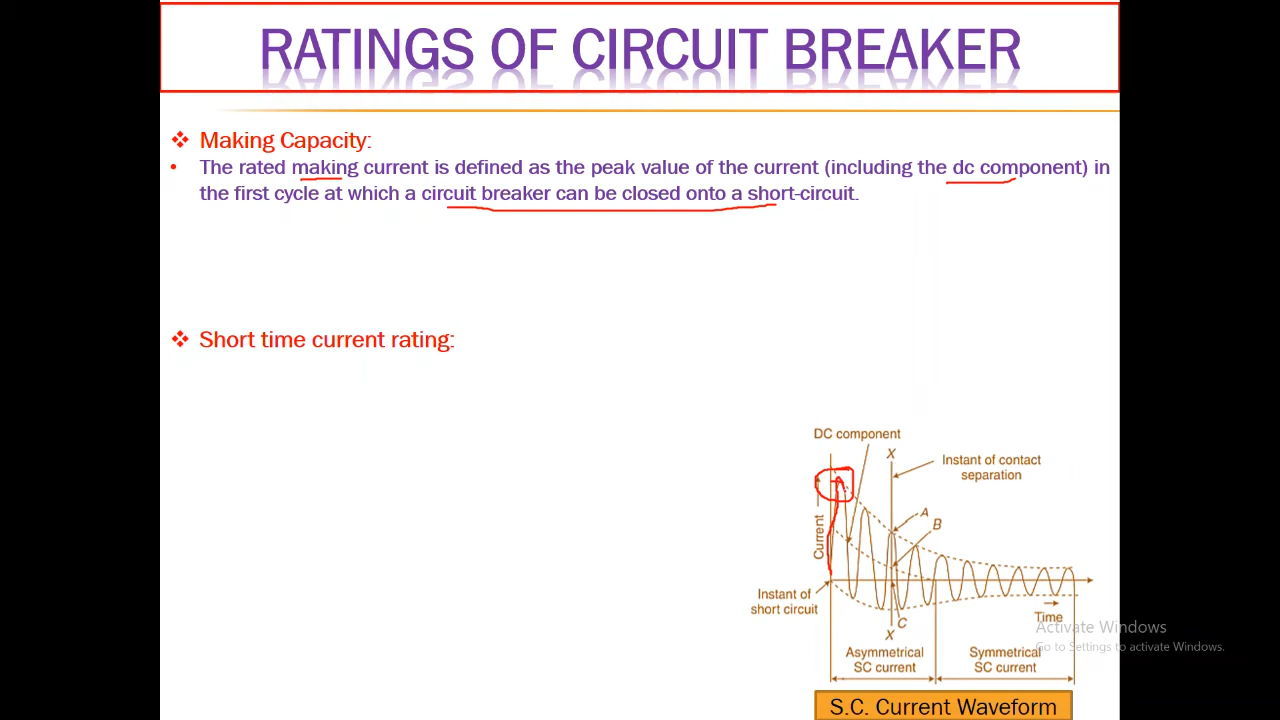 RATINGS OF CIRCUIT BREAKER
❖ Making Capacity:
• The rated making current is defined as the peak value of the current (including the dc component) in
the first cycle at which a circuit breaker can be closed onto a short-circuit.
❖ Short time current rating:
DC component
X
Instant of contact
separation
A
B
Current
Instant of
short circuit
C
X
Time
Activate Windows
Go to Settings to activate Windows.
Asymmetrical
SC current
Symmetrical
SC current
S.C. Current Waveform